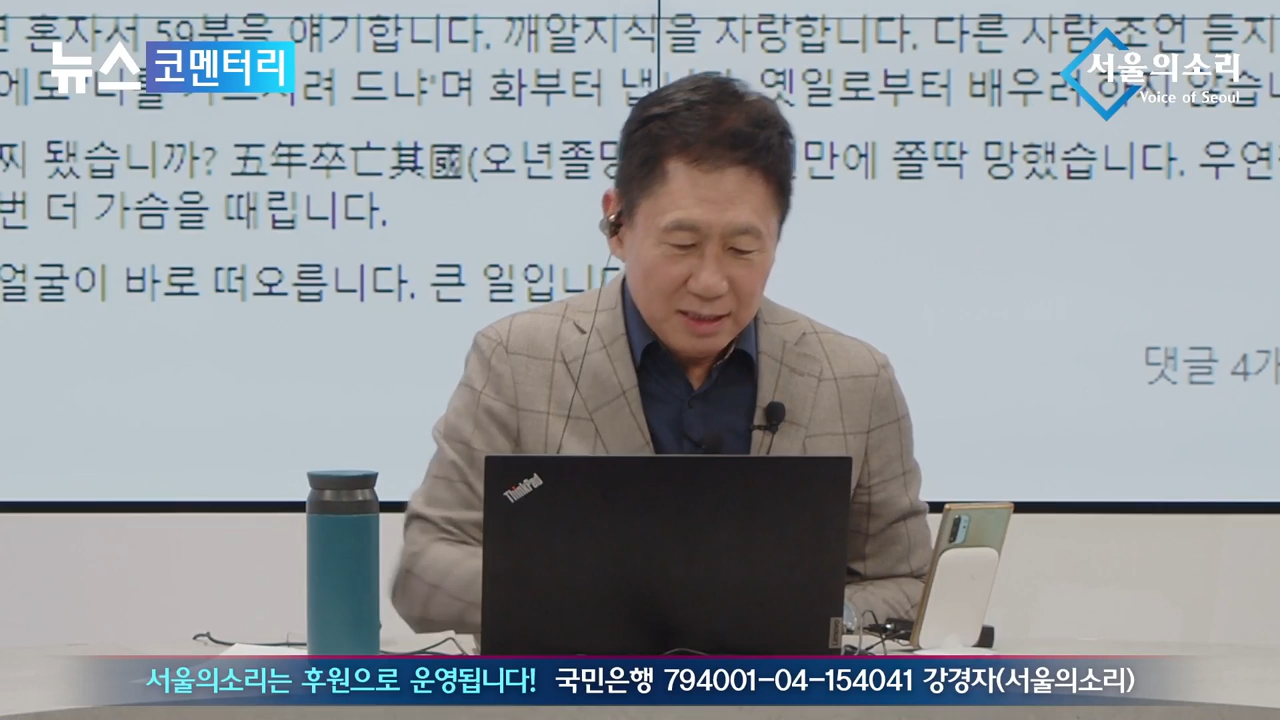 혼자서 59분을 얘기합니다. 깨알지식을 자랑합니다. 다른 사람 조언 듣지
뉴스 코멘터리
서울의소리
Voice of Seoul
며 화부터 옛일로부터 배우려 하지
됐습니까? 五年卒亡其國(오년졸망 만에 쫄딱 망했습니다. 우연
번 더 가슴을 때립니다.
얼굴이 바로 떠오릅니다. 큰 일입니다
댓글 4개
ThinkPad
Lenovo
서울의소리는 후원으로 운영됩니다! 국민은행 794001-04-154041 강경자(서울의소리)